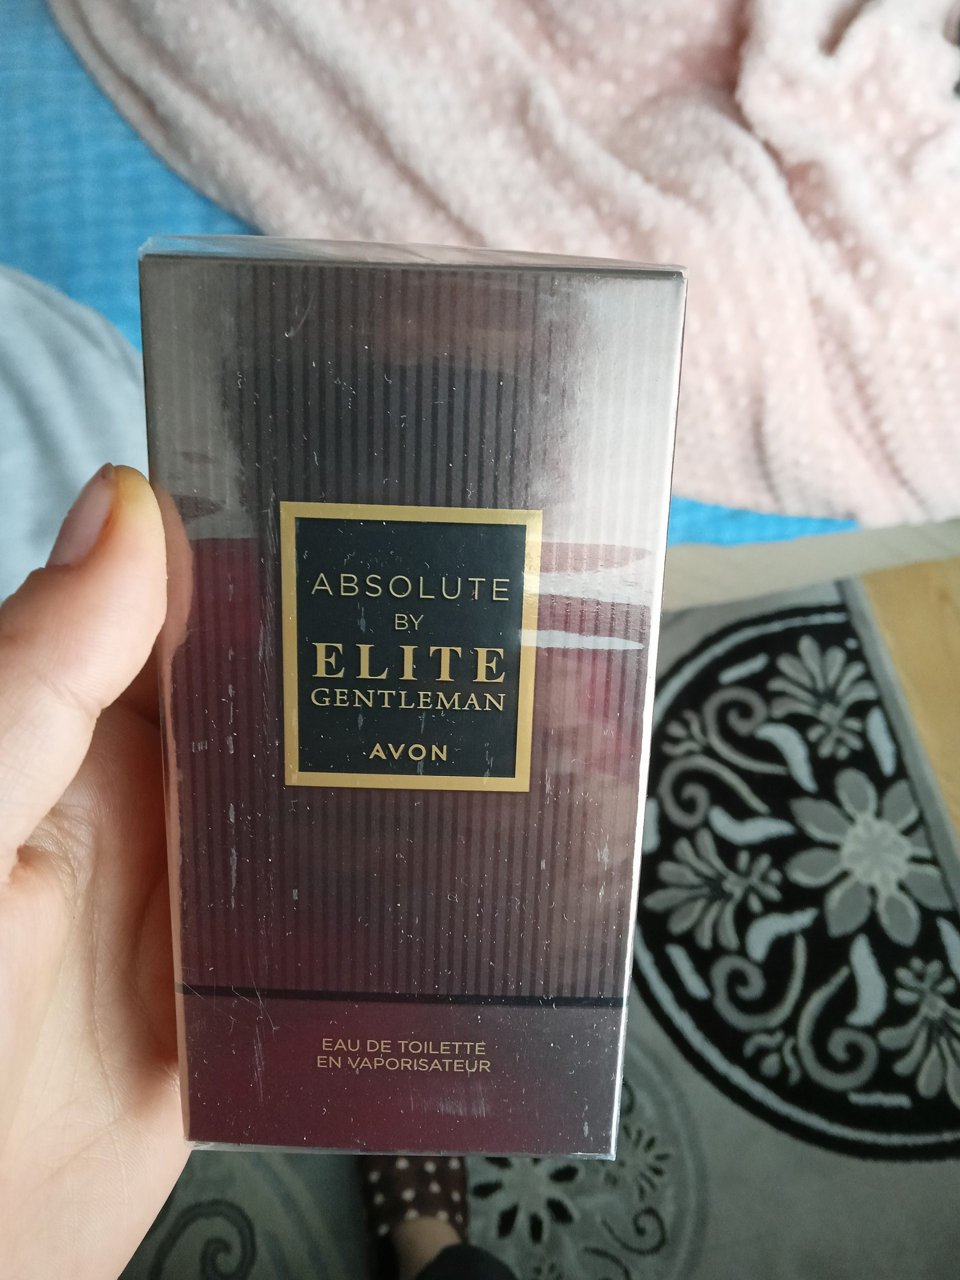 ABSOLUTE
BY
ELITE
GENTLEMAN
AVON
EAU DE TOILETTE
EN VAPORISATEUR